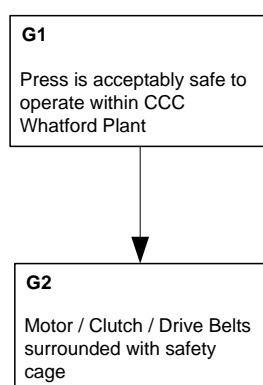 G1
Press is acceptably safe to
operate within CCC
Whatford Plant
G2
Motor / Clutch / Drive Belts
surrounded with safety
cage